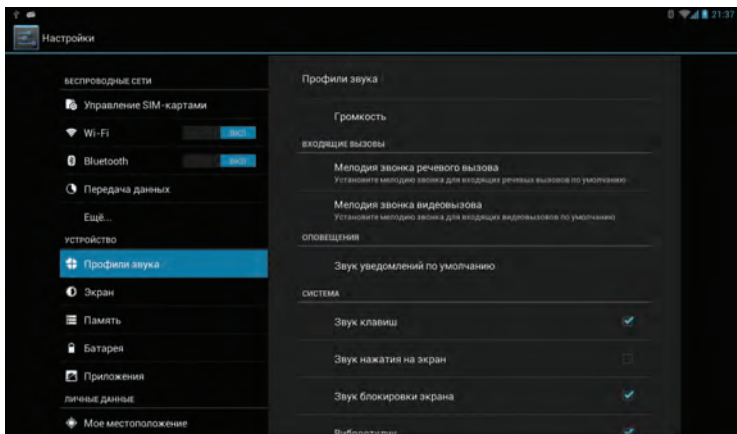 21:37
Настройки
БЕСПРОВОДНЫЕ СЕТИ
Управление SIM-картами
Wi-Fi
ВКЛ
Bluetooth
ВКЛ
Передача данных
Ещё...
УСТРОЙСТВО
Профили звука
Экран
Память
Батарея
Приложения
ЛИЧНЫЕ ДАННЫЕ
Мое местоположение
Профили звука
Громкость
ВХОДЯЩИЕ ВЫЗОВЫ
Мелодия звонка речевого вызова
Установите мелодию звонка для входящих речевых вызовов по умолчанию
Мелодия звонка видеовызова
Установите мелодию звонка для входящих видеовызовов по умолчанию
ОПОВЕЩЕНИЯ
Звук уведомлений по умолчанию
СИСТЕМА
Звук клавиш
Звук нажатия на экран
Звук блокировки экрана